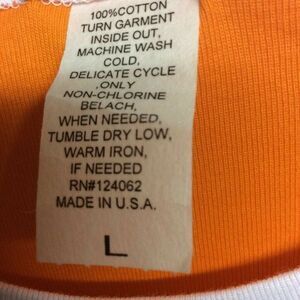 100%COTTON
TURN GARMENT
INSIDE OUT,
MACHINE WASH
COLD,
DELICATE CYCLE
,ONLY
NON-CHLORINE
BELACH,
WHEN NEEDED,
TUMBLE DRY LOW,
WARM IRON,
IF NEEDED
RN#124062
MADE IN U.S.A.
L